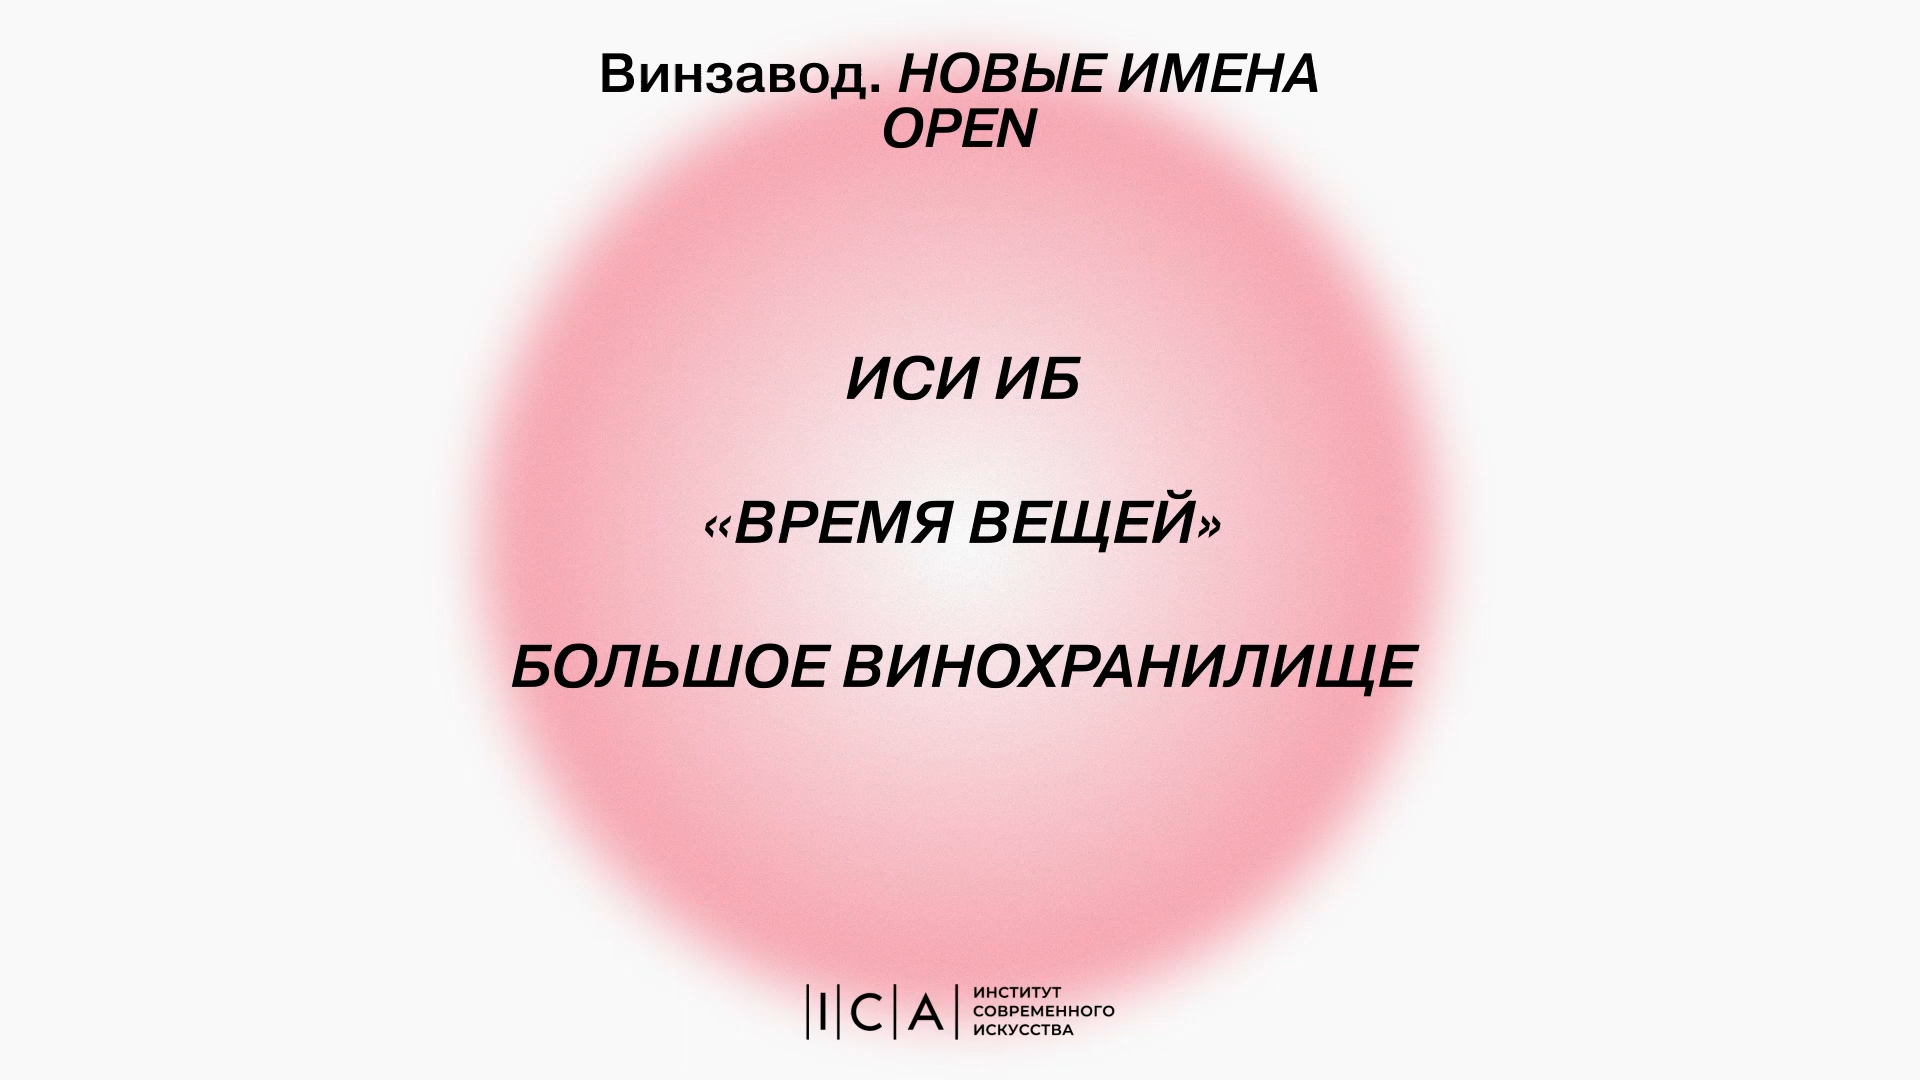 Винзавод. НОВЫЕ ИМЕНА
OPEN
ИСИ ИБ
«ВРЕМЯ ВЕЩЕЙ»
БОЛЬШОЕ ВИНОХРАНИЛИЩЕ
|I|C|A|
ИНСТИТУТ
СОВРЕМЕННОГО
ИСКУССТВА